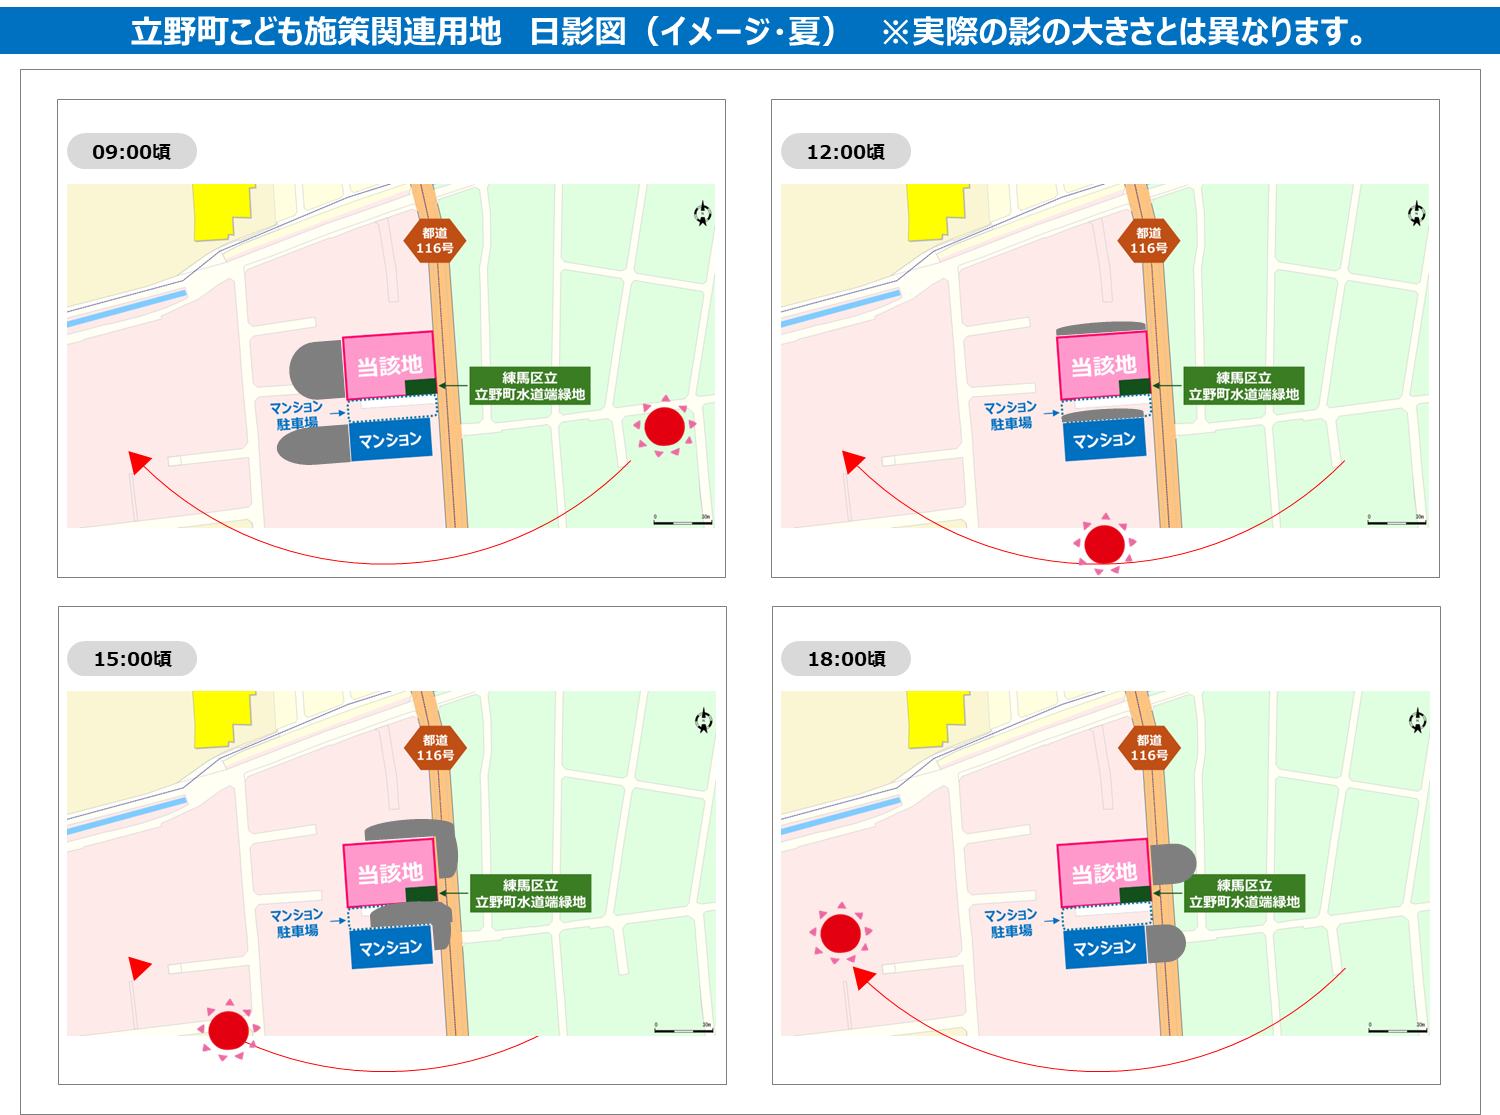 立野町こども施策関連用地　日影図（イメージ・夏）　※実際の影の大きさとは異なります。
09:00頃
都道
116号
当該地
練馬区立
立野町水道端緑地
マンション
駐車場
マンション
0 30m
12:00頃
都道
116号
当該地
練馬区立
立野町水道端緑地
マンション
駐車場
マンション
0 30m
15:00頃
都道
116号
当該地
練馬区立
立野町水道端緑地
マンション
駐車場
マンション
0 30m
18:00頃
都道
116号
当該地
練馬区立
立野町水道端緑地
マンション
駐車場
マンション
0 30m